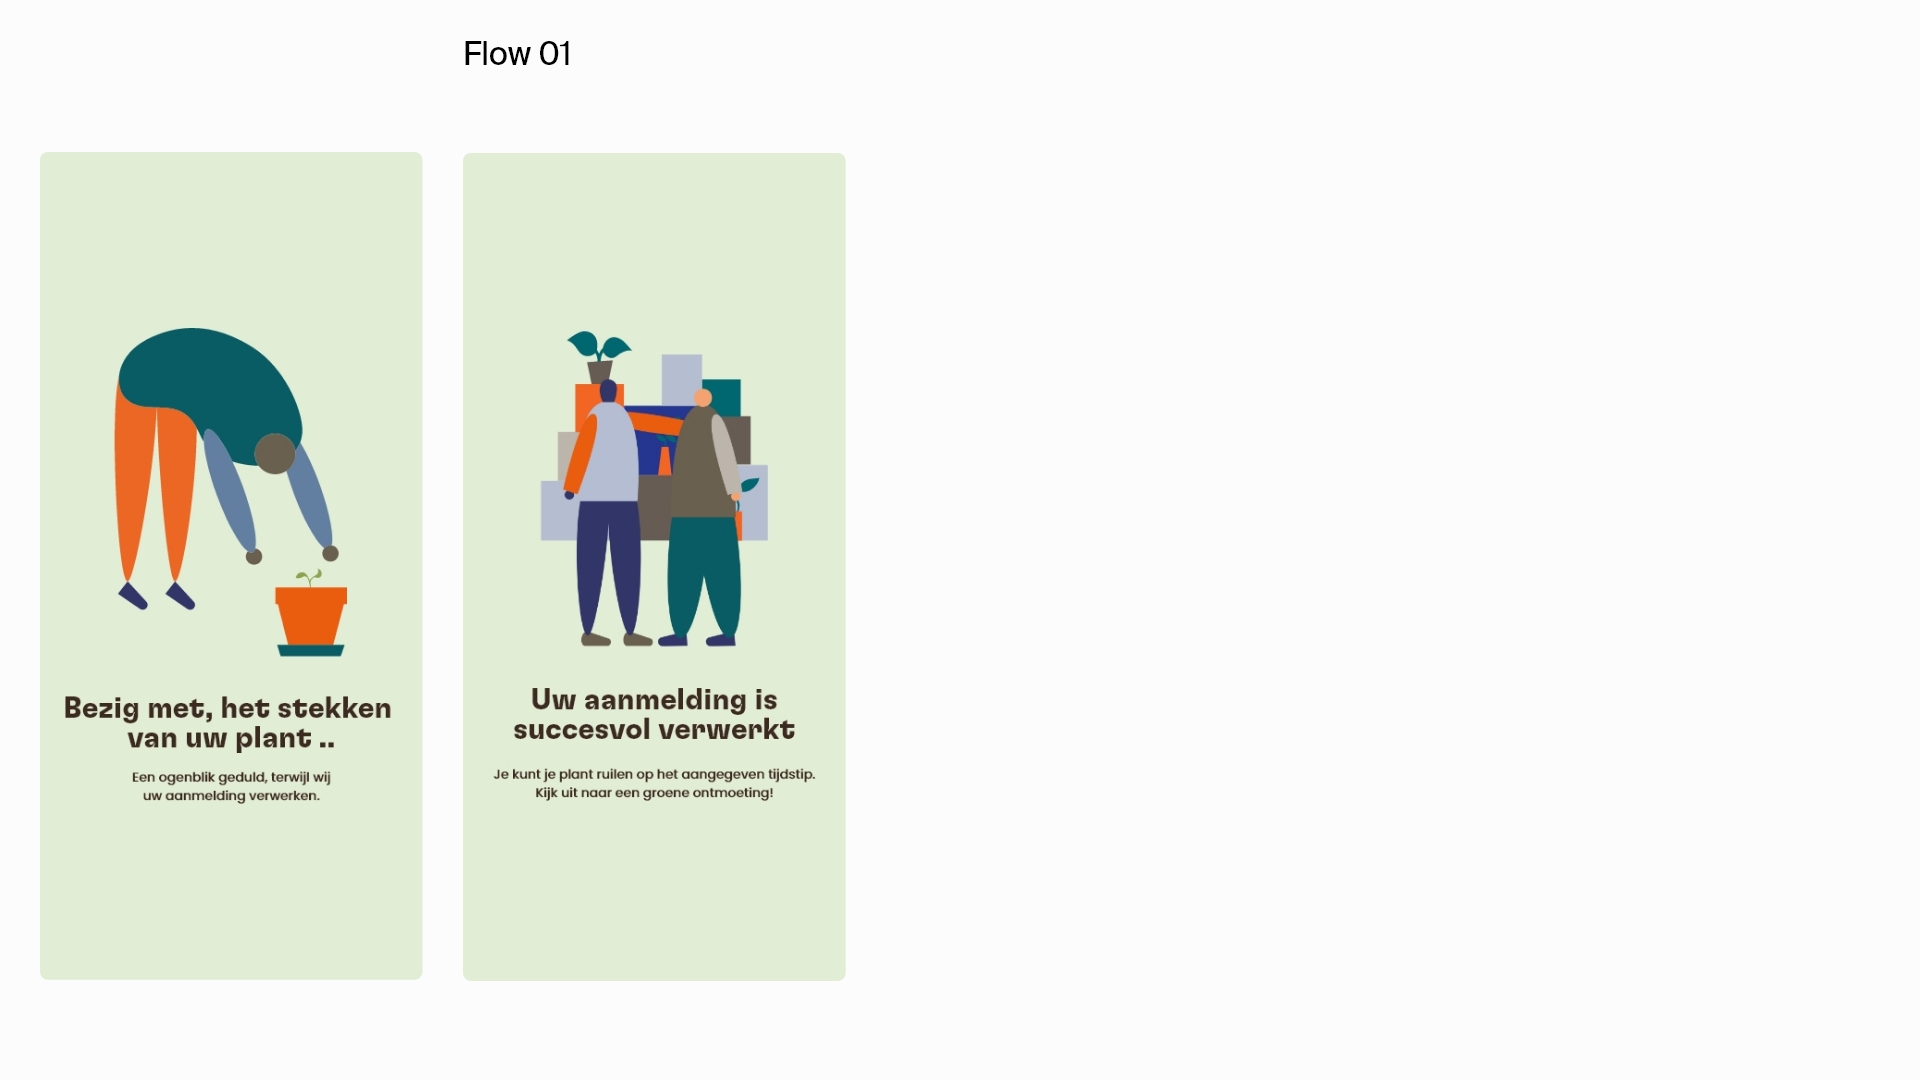 Flow 01
Bezig met, het stekken
van uw plant ..
Een ogenblik geduld, terwijl wij
uw aanmelding verwerken.
Uw aanmelding is
succesvol verwerkt
Je kunt je plant ruilen op het aangegeven tijdstip.
Kijk uit naar een groene ontmoeting!